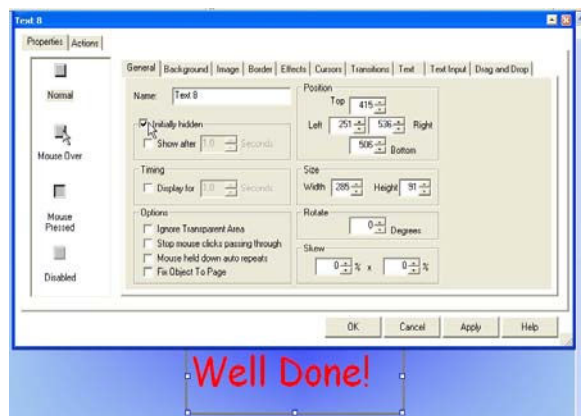 Text 8
Properties Actions
Normal
Mouse Over
Mouse Pressed
Disabled
General Background Image Border Effects Cursors Transitions Text Text Input Drag and Drop
Name: Text 8
Initially hidden
Show after 1.0 Seconds
Timing
Display for 1.0 Seconds
Options
Ignore Transparent Area
Stop mouse clicks passing through
Mouse held down auto repeats
Fix Object To Page
Position
Top 415
Left 251 536 Right
506 Bottom
Size
Width 285 Height 91
Rotate
0 Degrees
Skew
0 % x 0 %
OK Cancel Apply Help
Well Done!